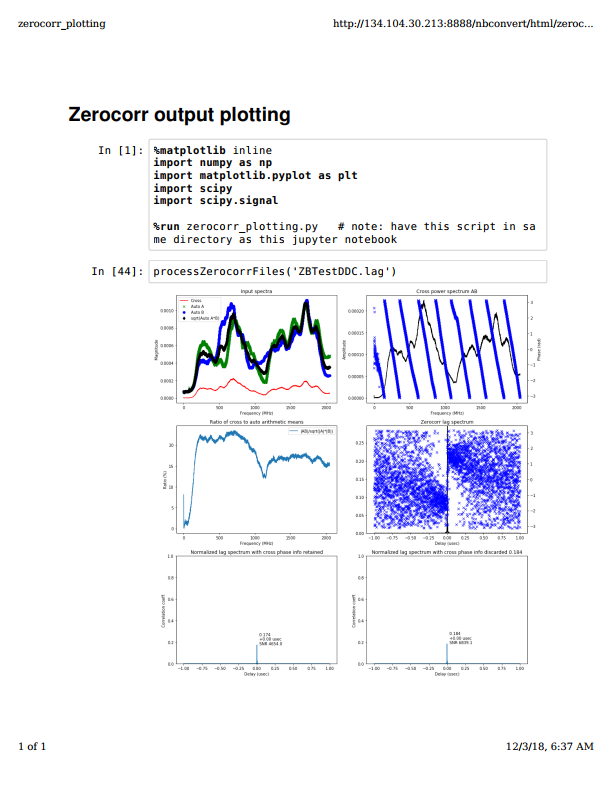 zerocorr_plotting
http://134.104.30.213:8888/nbconvert/html/zeroc...
Zerocorr output plotting
In [1]:
%matplotlib inline
import numpy as np
import matplotlib.pyplot as plt
import scipy
import scipy.signal
%run zerocorr_plotting.py # note: have this script in sa
me directory as this jupyter notebook
In [44]:
processZerocorrFiles('ZBTestDDC.lag')
Input spectra
Cross
Auto A
Auto B
sqrt(Auto A*B)
Magnitude
0.0010
0.0008
0.0006
0.0004
0.0002
0.0000
0 500 1000 1500 2000
Frequency (MHz)
Cross power spectrum AB
Amplitude
0.00020
0.00015
0.00010
0.00005
0.00000
3
2
1
0
−1
−2
−3
Phase (rad)
0 500 1000 1500 2000
Frequency (MHz)
Ratio of cross to auto arithmetic means
Ratio (%)
20
15
10
5
0
0 500 1000 1500 2000
Frequency (MHz)
Zerocorr lag spectrum
0.25
0.20
0.15
0.10
0.05
0.00
3
2
1
0
−1
−2
−3
−1.00 −0.75 −0.50 −0.25 0.00 0.25 0.50 0.75 1.00
Delay (usec)
Normalized lag spectrum with cross phase info retained
Correlation coeff.
1.0
0.8
0.6
0.4
0.2
0.0
0.174
+0.00 usec
SNR 4654.0
−1.00 −0.75 −0.50 −0.25 0.00 0.25 0.50 0.75 1.00
Delay (usec)
Normalized lag spectrum with cross phase info discarded 0.184
Correlation coeff.
1.0
0.8
0.6
0.4
0.2
0.0
0.184
+0.00 usec
−1.00 −0.75 −0.50 −0.25 0.00 0.25 0.50 0.75 1.00
Delay (usec)
1 of 1
12/3/18, 6:37 AM